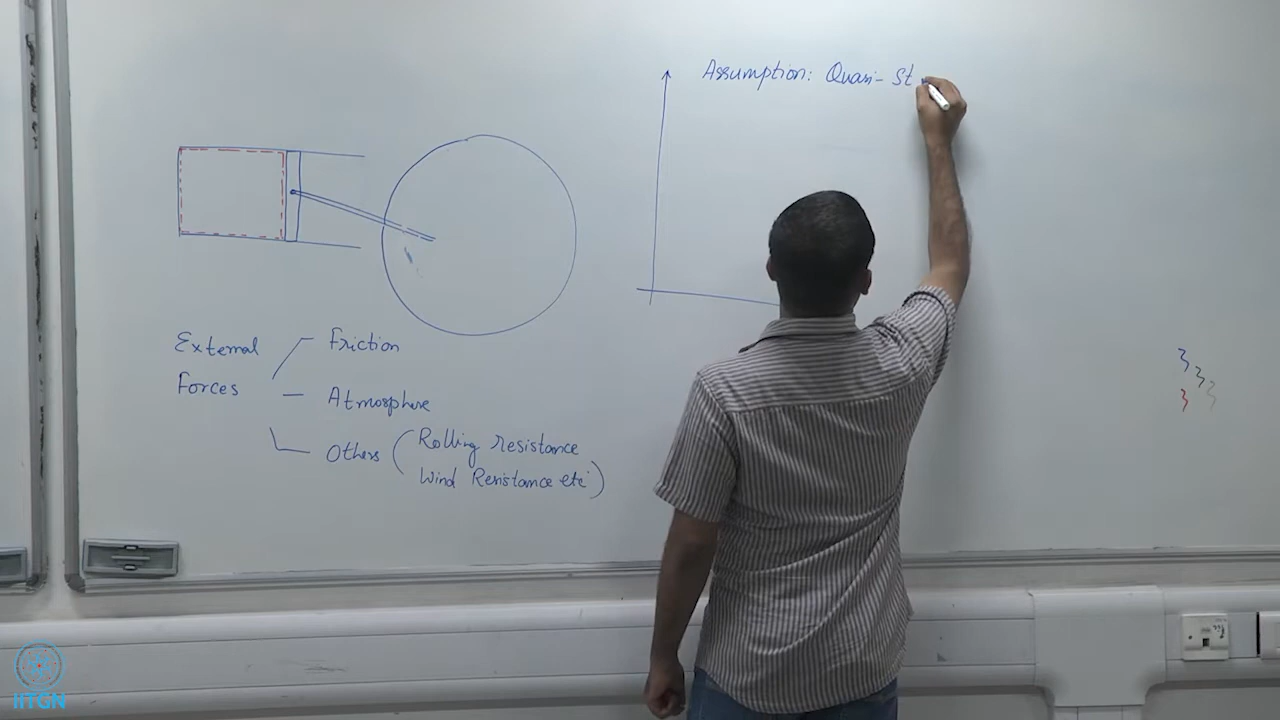 Assumption: Quasi- St
External
Forces
Friction
Atmosphere
Others (Rolling resistance
Wind Resistance etc)
IITGN